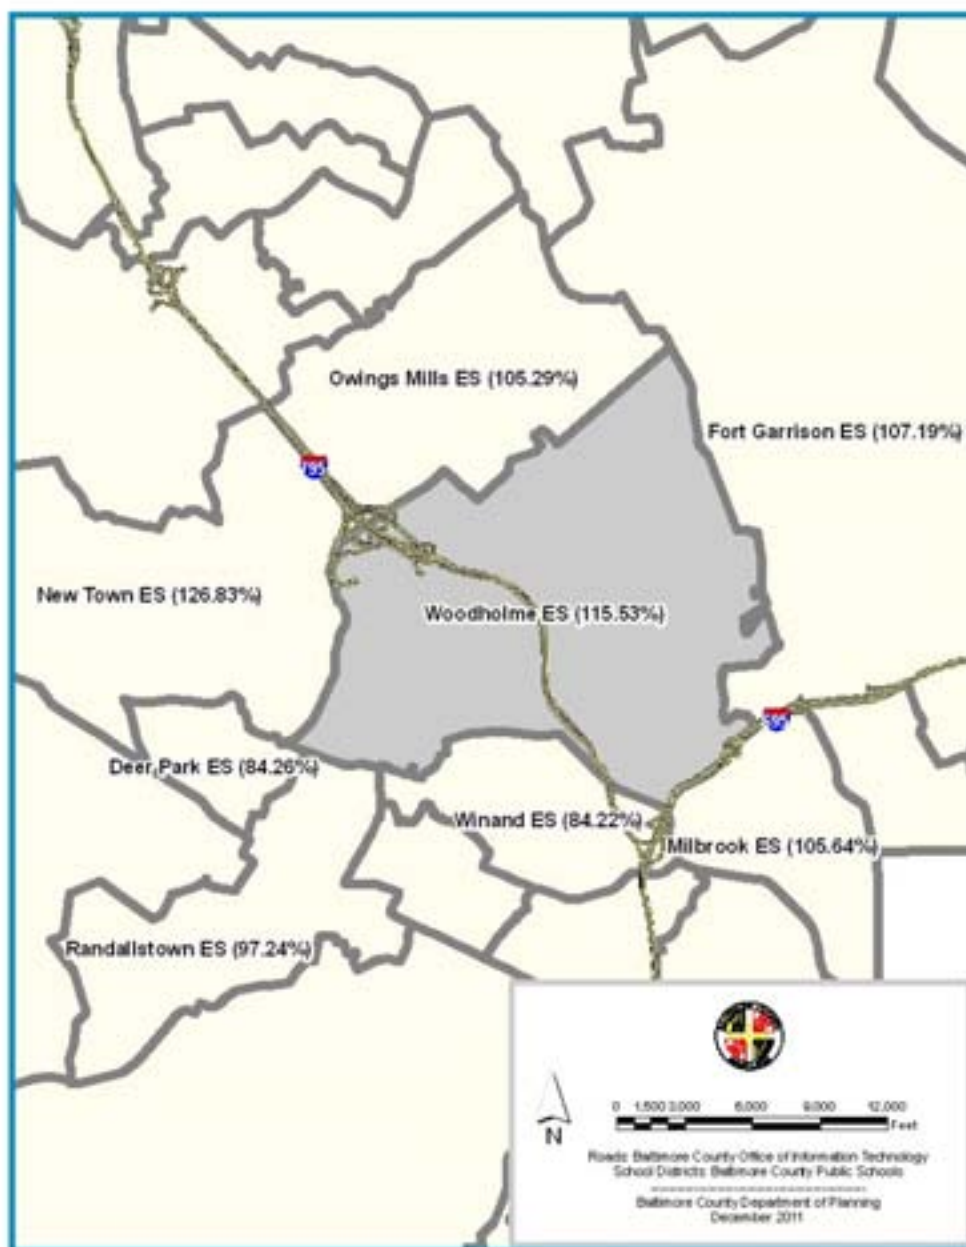 Owings Mills ES (105.29%)
Fort Garrison ES (107.19%)
795
New Town ES (126.83%)
Woodholme ES (115.53%)
695
Deer Park ES (84.26%)
Winand ES (84.22%)
Milbrook ES (105.64%)
Randallstown ES (97.24%)
0 1,500 3,000 6,000 9,000 12,000
Feet
N
Roads: Baltimore County Office of Information Technology
School Districts: Baltimore County Public Schools
Baltimore County Department of Planning
December 2011